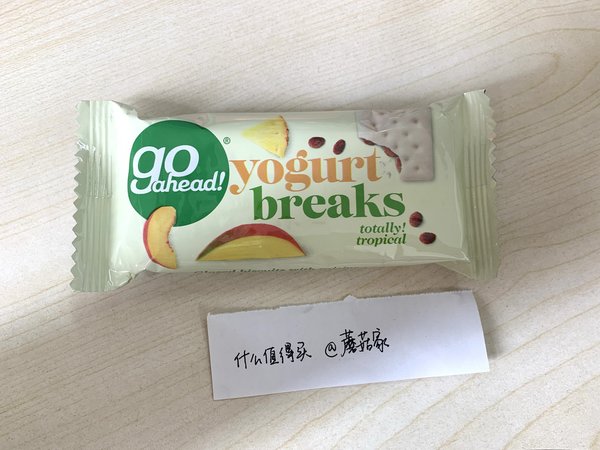 go
ahead!
®
yogurt
breaks
totally!
tropical
什么值得买 @蘑菇家